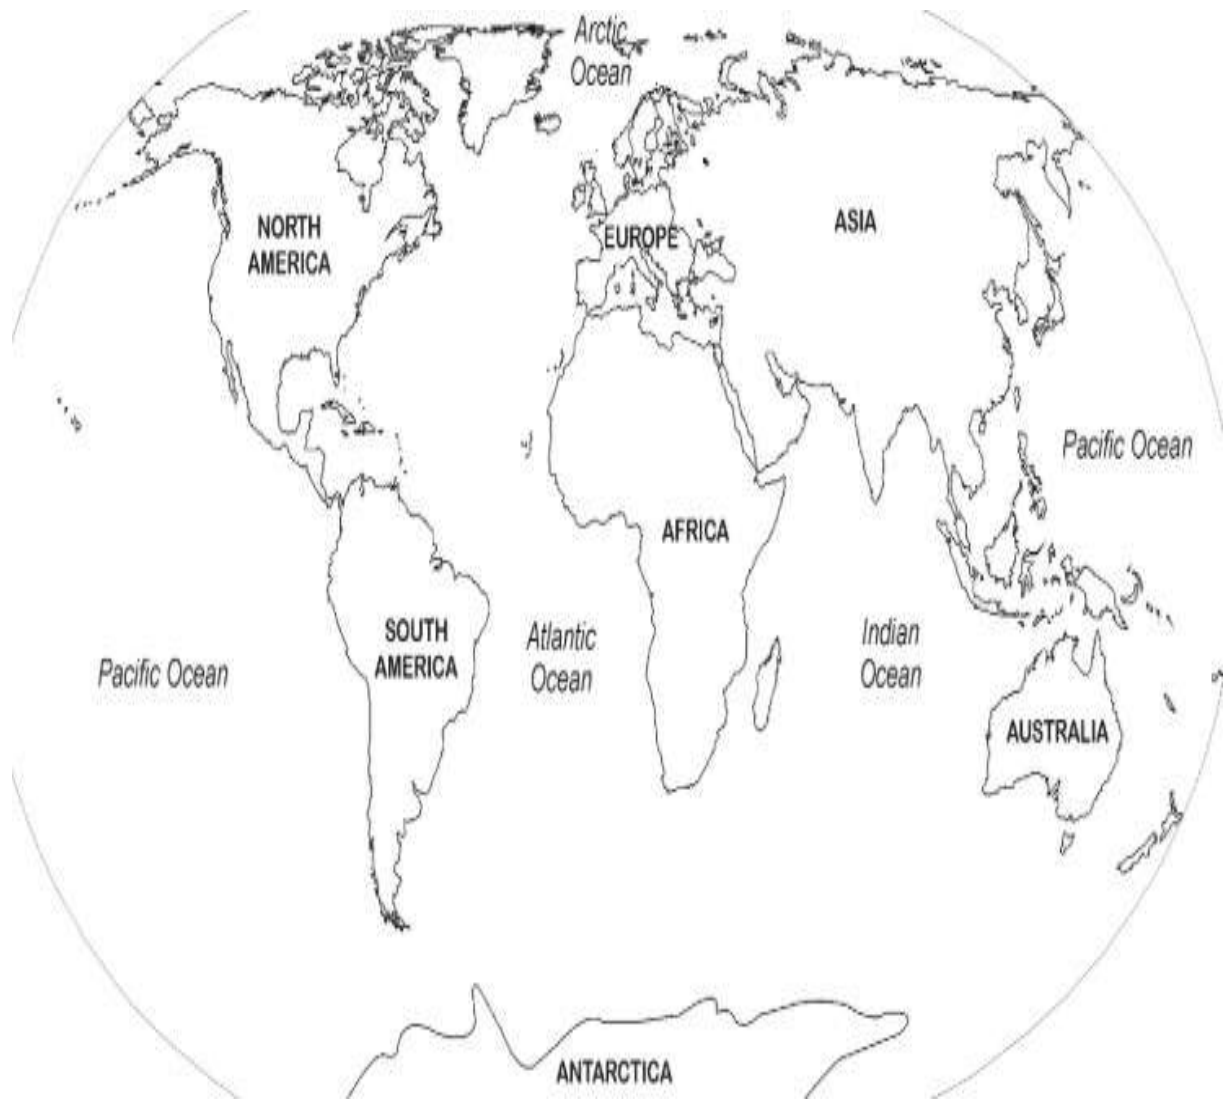 Arctic
Ocean
NORTH
AMERICA
EUROPE
ASIA
Pacific Ocean
AFRICA
SOUTH
AMERICA
Atlantic
Ocean
Indian
Ocean
Pacific Ocean
AUSTRALIA
ANTARCTICA